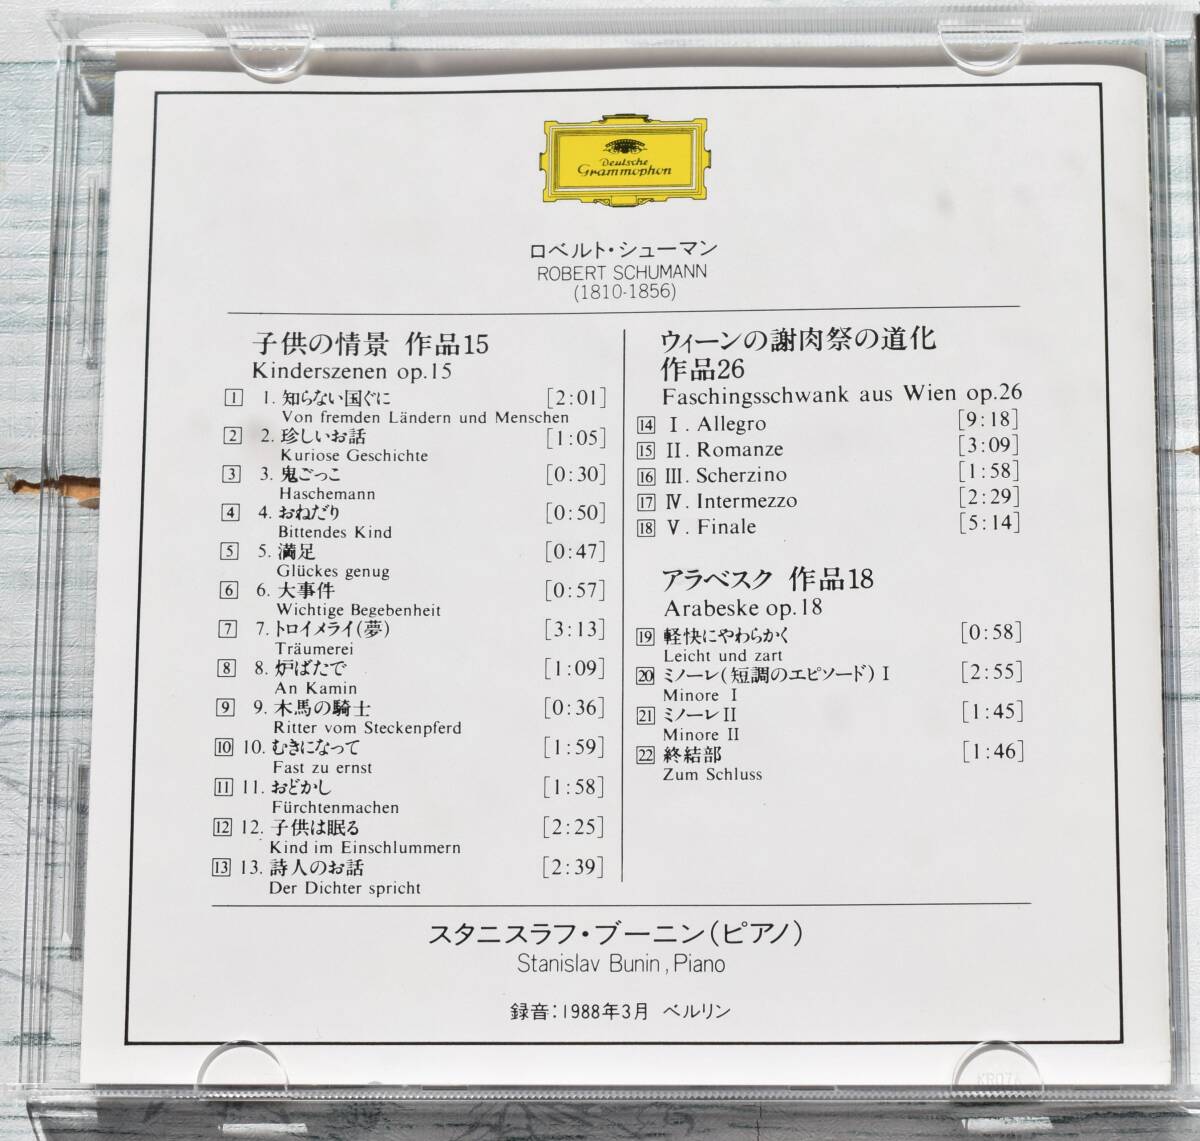 Deutsche
Grammophon
ロベルト・シューマン
ROBERT SCHUMANN
(1810-1856)
子供の情景 作品15
Kinderszenen op.15
1 1. 知らない国ぐに [2:01]
Von fremden Ländern und Menschen
2 2. 珍しいお話 [1:05]
Kuriose Geschichte
3 3. 鬼ごっこ [0:30]
Haschemann
4 4. おねだり [0:50]
Bittendes Kind
5 5. 満足 [0:47]
Glückes genug
6 6. 大事件 [0:57]
Wichtige Begebenheit
7 7. トロイメライ(夢) [3:13]
Träumerei
8 8. 炉ばたで [1:09]
An Kamin
9 9. 木馬の騎士 [0:36]
Ritter vom Steckenpferd
10 10. むきになって [1:59]
Fast zu ernst
11 11. おどかし [1:58]
Fürchtenmachen
12 12. 子供は眠る [2:25]
Kind im Einschlummern
13 13. 詩人のお話 [2:39]
Der Dichter spricht
ウィーンの謝肉祭の道化
作品26
Faschingsschwank aus Wien op.26
14 I. Allegro [9:18]
15 II. Romanze [3:09]
16 III. Scherzino [1:58]
17 IV. Intermezzo [2:29]
18 V. Finale [5:14]
アラベスク 作品18
Arabeske op.18
19 軽快にやわらかく [0:58]
Leicht und zart
20 ミノーレ(短調のエピソード) I [2:55]
Minore I
21 ミノーレ II [1:45]
Minore II
22 終結部 [1:46]
Zum Schluss
スタニスラフ・ブーニン(ピアノ)
Stanislav Bunin, Piano
録音:1988年3月 ベルリン